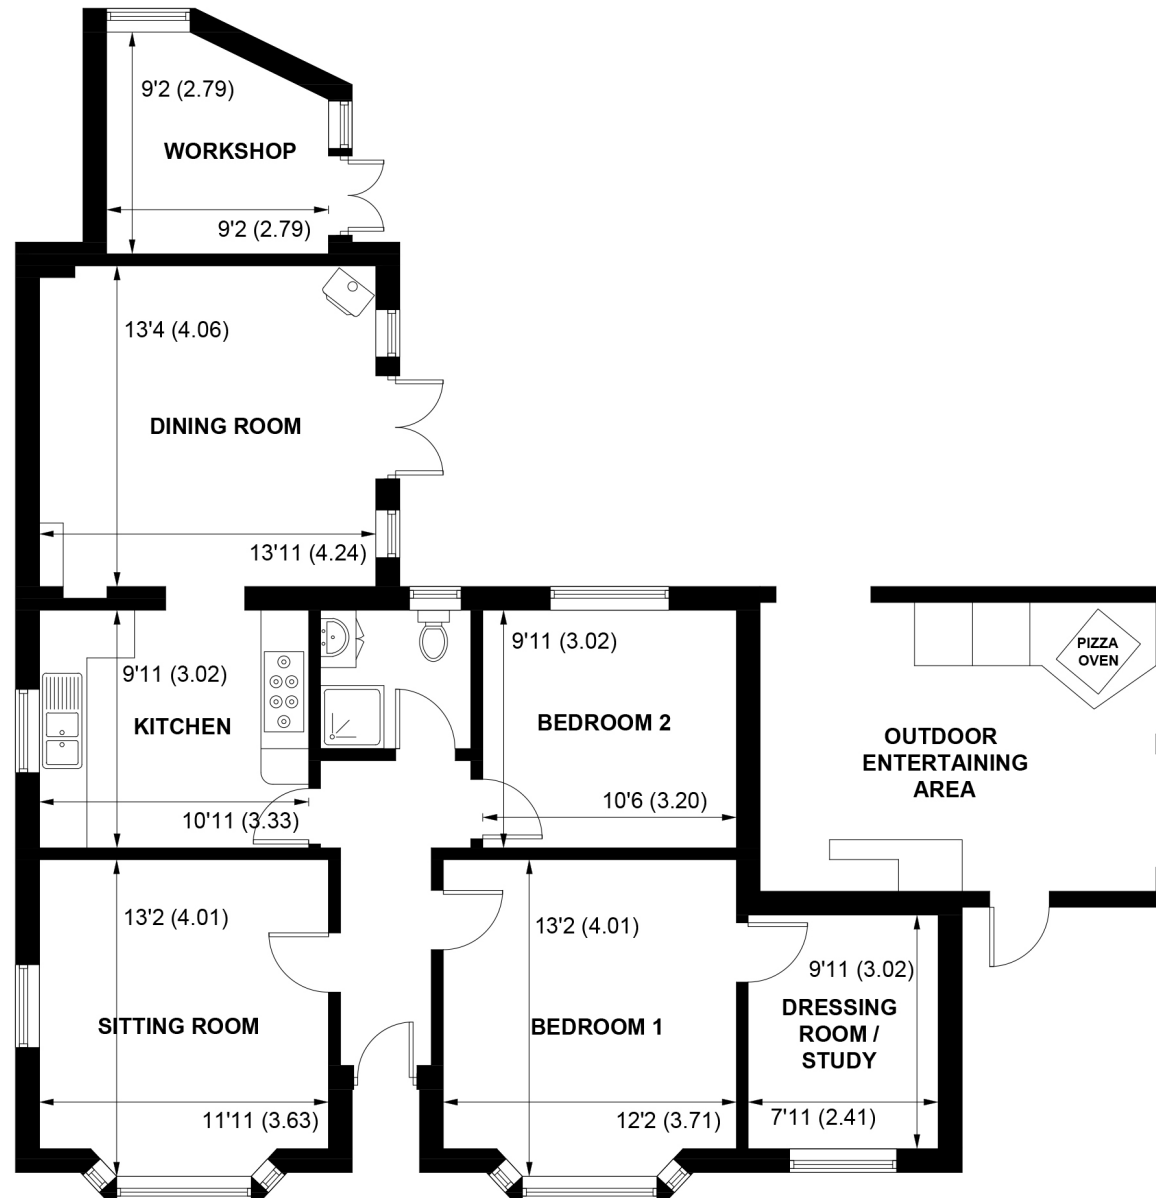 9'2 (2.79)
WORKSHOP
9'2 (2.79)
13'4 (4.06)
DINING ROOM
13'11 (4.24)
9'11 (3.02)
KITCHEN
10'11 (3.33)
9'11 (3.02)
BEDROOM 2
10'6 (3.20)
PIZZA
OVEN
OUTDOOR
ENTERTAINING
AREA
13'2 (4.01)
SITTING ROOM
11'11 (3.63)
13'2 (4.01)
BEDROOM 1
12'2 (3.71)
9'11 (3.02)
DRESSING
ROOM /
STUDY
7'11 (2.41)